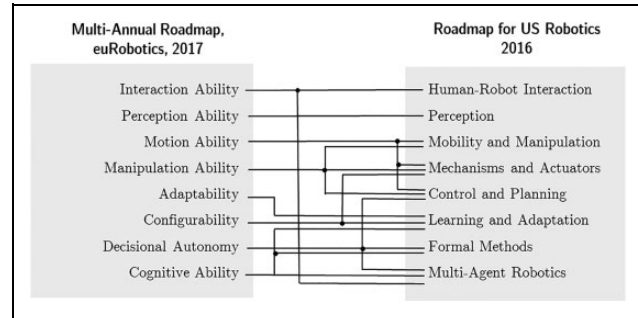 Multi-Annual Roadmap,
euRobotics, 2017
Interaction Ability
Perception Ability
Motion Ability
Manipulation Ability
Adaptability
Configurability
Decisional Autonomy
Cognitive Ability
Roadmap for US Robotics
2016
Human-Robot Interaction
Perception
Mobility and Manipulation
Mechanisms and Actuators
Control and Planning
Learning and Adaptation
Formal Methods
Multi-Agent Robotics